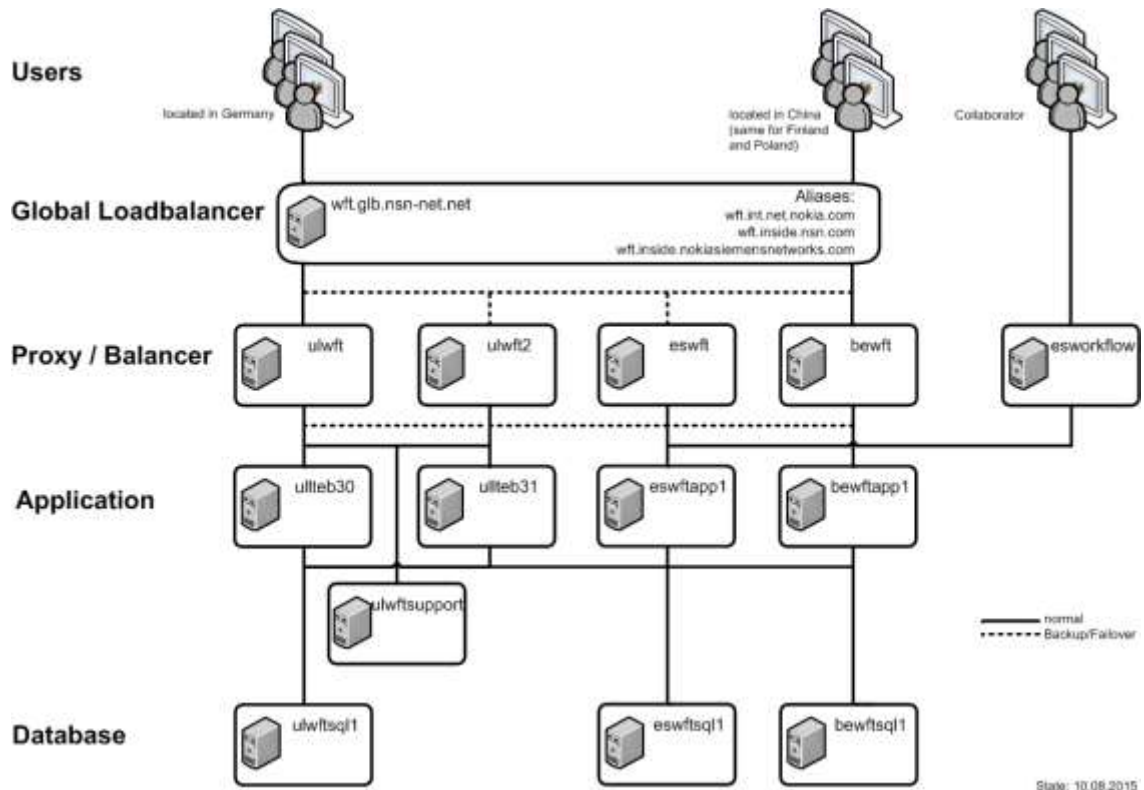 Users
located in Germany
located in China
(same for Finland
and Poland)
Collaborator
Global Loadbalancer
wft.glb.nsn-net.net
Aliases:
wft.int.net.nokia.com
wft.inside.nsn.com
wft.inside.nokiasiemensnetworks.com
Proxy / Balancer
ulwft
ulwft2
eswft
bewft
esworkflow
Application
ullteb30
ullteb31
eswftapp1
bewftapp1
ulwftsupport
normal
Backup/Failover
Database
ulwftsql1
eswftsql1
bewftsql1
State: 10.08.2015